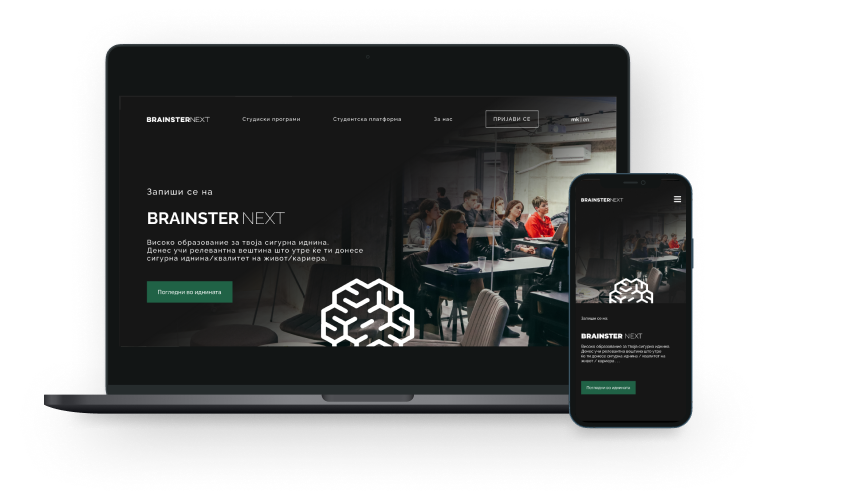 BRAINSTERNEXT
Студиски програми
Студентска платформа
За нас
ПРИЈАВИ СЕ
mk | en
Запиши се на
BRAINSTER NEXT
Високо образование за твоја сигурна иднина.
Денес учи релевантна вештина што утре ќе ти донесе
сигурна иднина/квалитет на живот/кариера.
Погледни во иднината
BRAINSTERNEXT
Запиши се на
BRAINSTER NEXT
Високо образование за твоја сигурна иднина.
Денес учи релевантна вештина што утре
ќе ти донесе сигурна иднина / квалитет на
живот / кариера.
Погледни во иднината